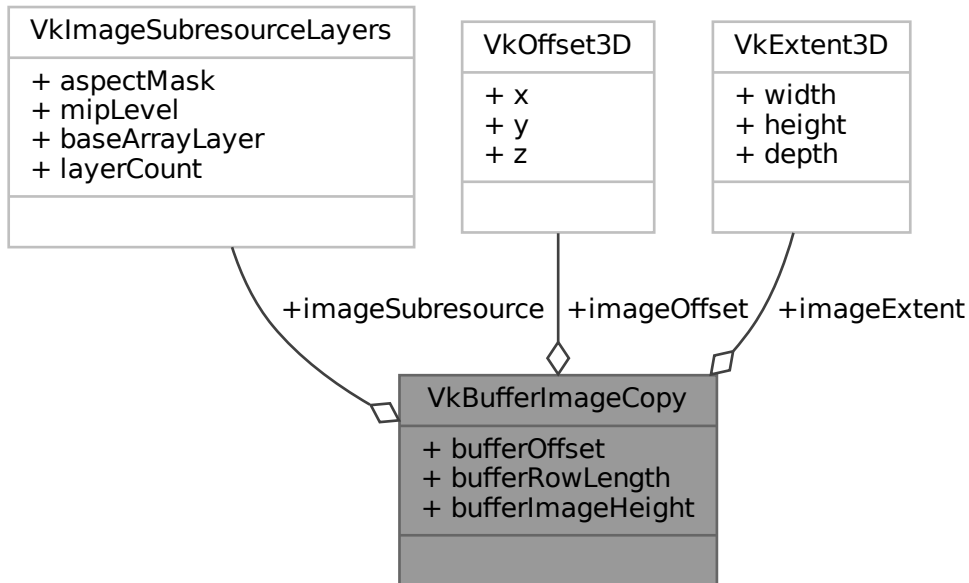 VkImageSubresourceLayers
+ aspectMask
+ mipLevel
+ baseArrayLayer
+ layerCount
VkOffset3D
+ x
+ y
+ z
VkExtent3D
+ width
+ height
+ depth
+imageSubresource
+imageOffset
+imageExtent
VkBufferImageCopy
+ bufferOffset
+ bufferRowLength
+ bufferImageHeight